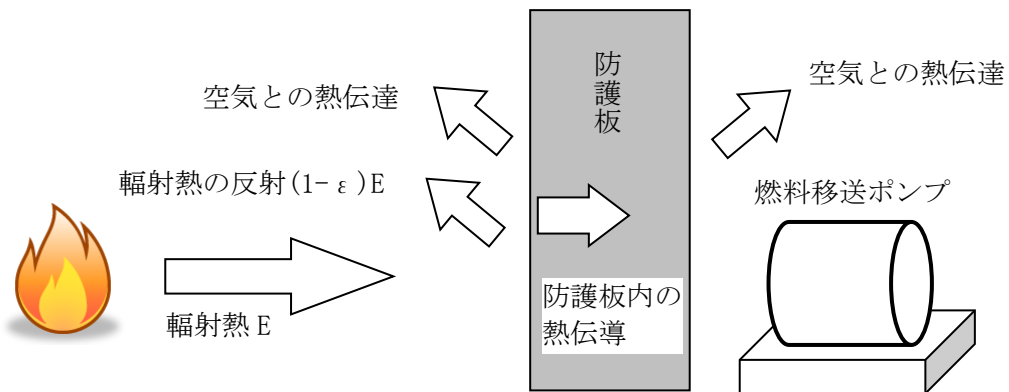 防護板
空気との熱伝達
空気との熱伝達
輻射熱の反射(1-ε)E
燃料移送ポンプ
輻射熱E
防護板内の
熱伝導